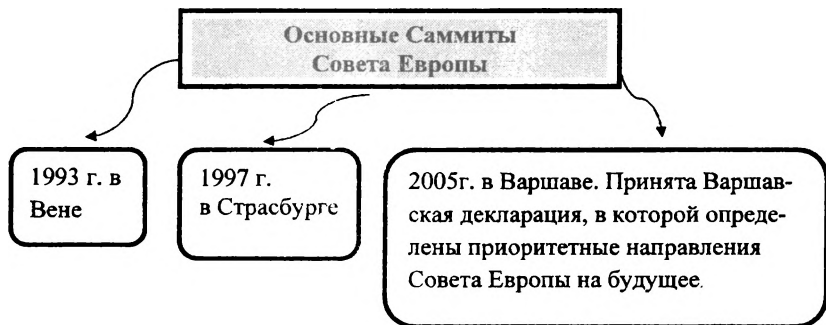 Основные Саммиты
Совета Европы
1993 г. в
Вене
1997 г.
в Страсбурге
2005г. в Варшаве. Принята Варшав-
ская декларация, в которой опреде-
лены приоритетные направления
Совета Европы на будущее.